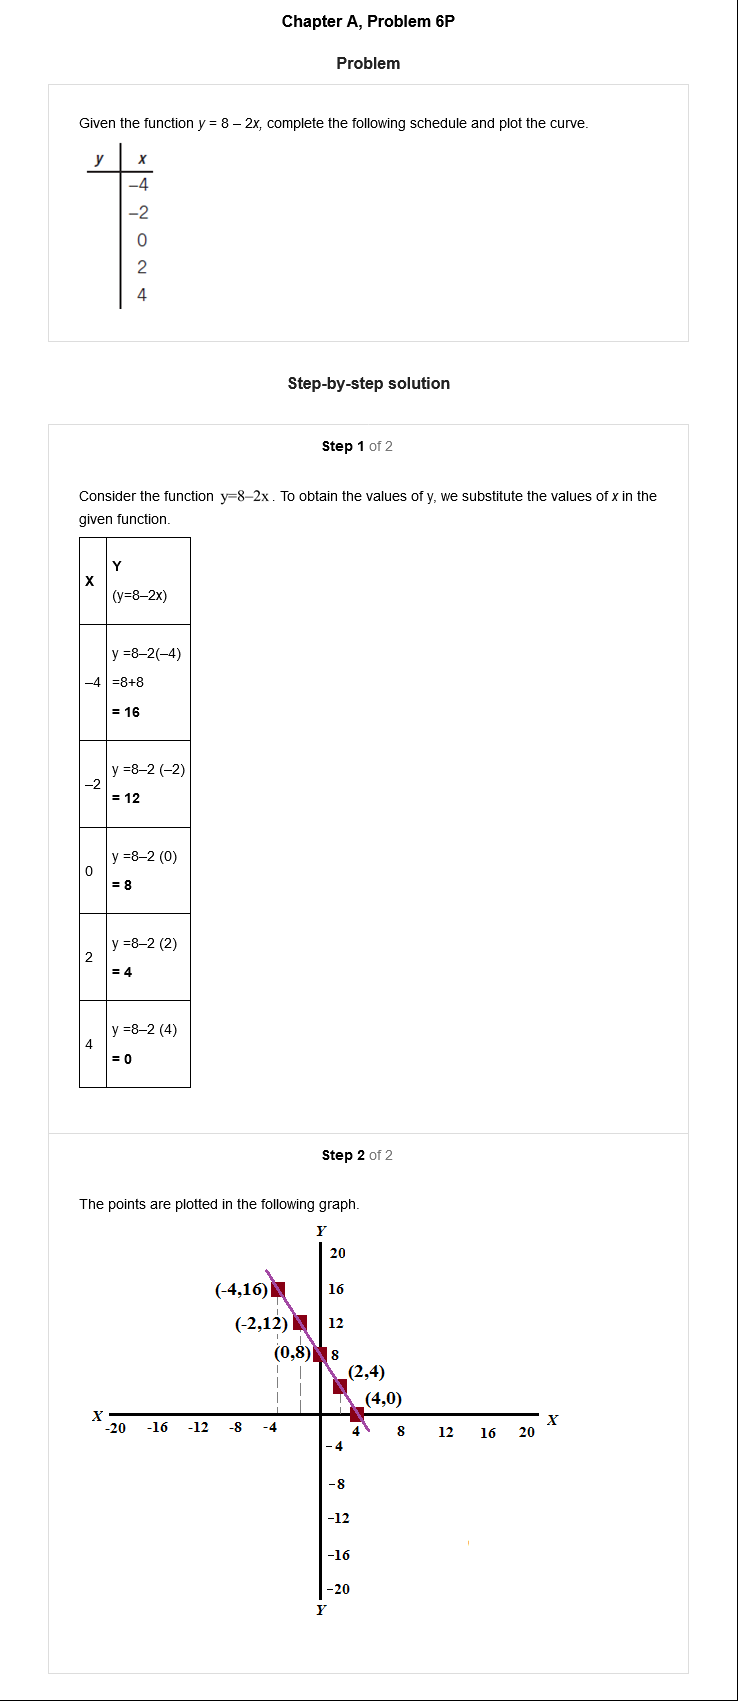 Chapter A, Problem 6P
Problem
Given the function y = 8 – 2x, complete the following schedule and plot the curve.
y x
–4
–2
0
2
4
Step-by-step solution
Step 1 of 2
Consider the function y=8–2x . To obtain the values of y, we substitute the values of x in the
given function.
X Y
(y=8–2x)
–4 y =8–2(–4)
=8+8
= 16
–2 y =8–2 (–2)
= 12
0 y =8–2 (0)
= 8
2 y =8–2 (2)
= 4
4 y =8–2 (4)
= 0
Step 2 of 2
The points are plotted in the following graph.
Y
20
(-4,16) 16
(-2,12) 12
(0,8) 8
(2,4)
(4,0)
X -20 -16 -12 -8 -4 4 8 12 16 20 X
–4
–8
–12
–16
–20
Y